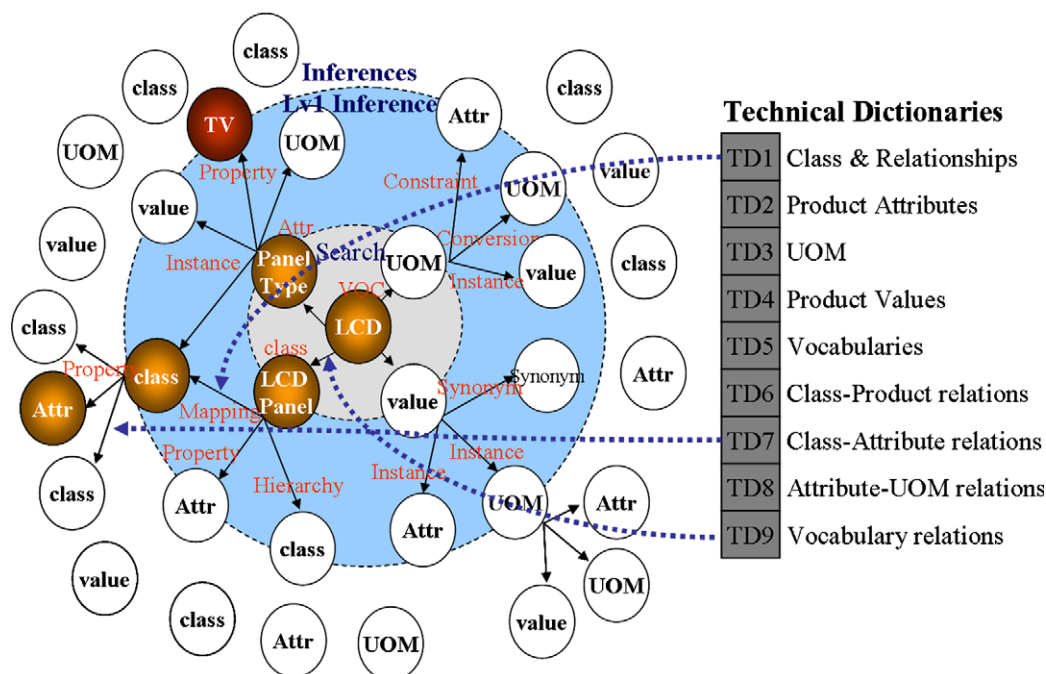 class
Inferences
Lv1 Inference
class
class
TV
Attr
Technical Dictionaries
UOM
UOM
TD1 Class & Relationships
Property
Constraint
value
value
UOM
TD2 Product Attributes
Attr
value
Conversion
TD3 UOM
Instance
Panel
Type
Search
UOM
Instance
value
class
TD4 Product Values
VOC
class
LCD
TD5 Vocabularies
class
Property
class
LCD
Panel
value
Synonym
Synonym
Attr
TD6 Class-Product relations
Attr
Mapping
TD7 Class-Attribute relations
Property
Instance
Instance
class
Hierarchy
TD8 Attribute-UOM relations
Attr
UOM
Attr
Attr
TD9 Vocabulary relations
class
value
UOM
class
value
Attr
UOM